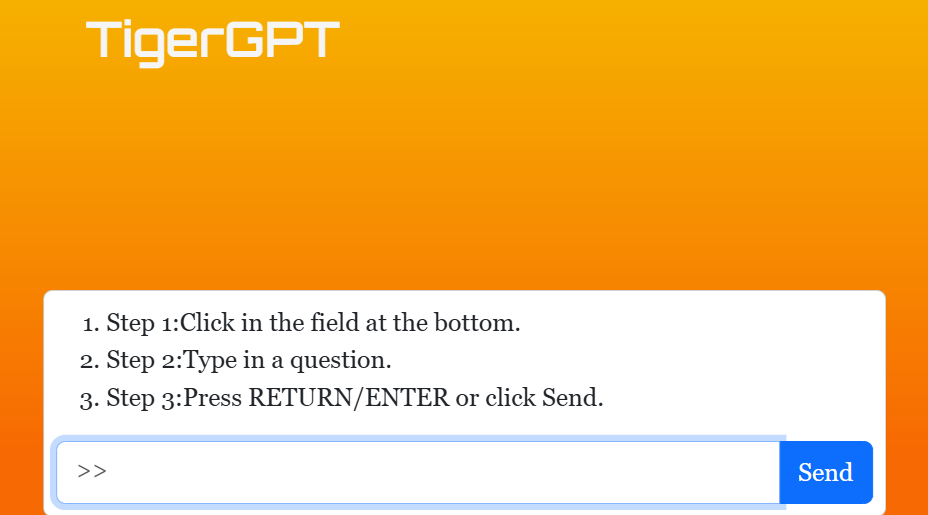 TigerGPT
1. Step 1:Click in the field at the bottom.
2. Step 2:Type in a question.
3. Step 3:Press RETURN/ENTER or click Send.
>>
Send